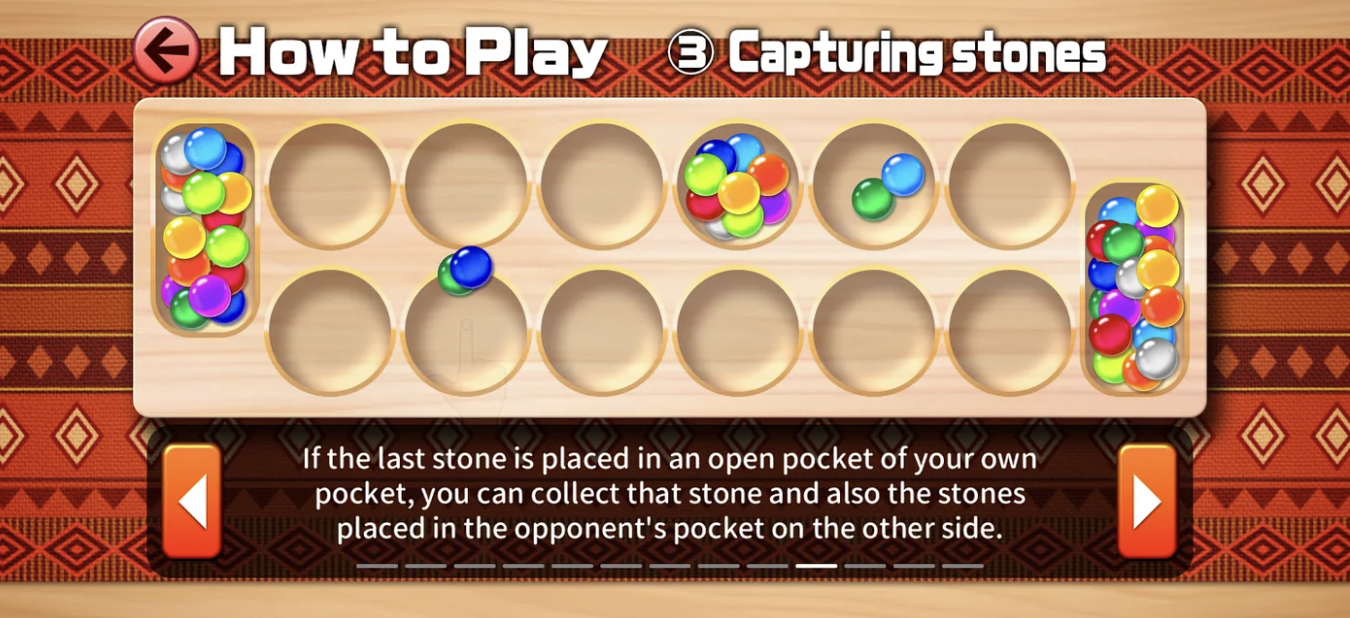 How to Play ③ Capturing stones
If the last stone is placed in an open pocket of your own
pocket, you can collect that stone and also the stones
placed in the opponent's pocket on the other side.